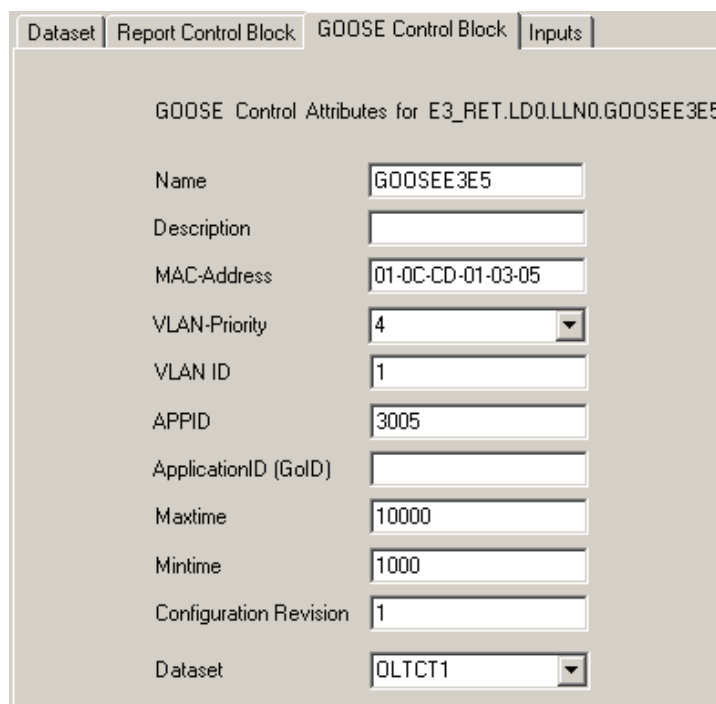 Dataset Report Control Block GOOSE Control Block Inputs
GOOSE Control Attributes for E3_RET.LD0.LLN0.GOOSEE3E5
Name GOOSEE3E5
Description
MAC-Address 01-0C-CD-01-03-05
VLAN-Priority 4
VLAN ID 1
APPID 3005
ApplicationID (GoID)
Maxtime 10000
Mintime 1000
Configuration Revision 1
Dataset OLTCT1